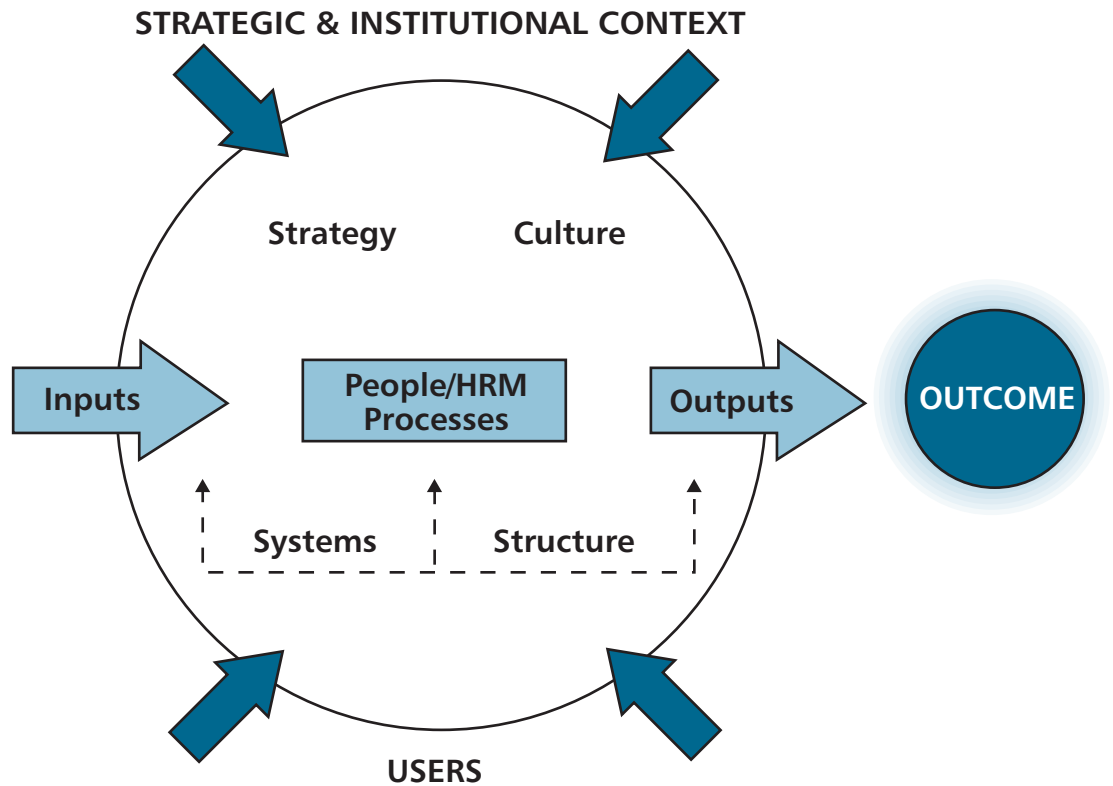 STRATEGIC & INSTITUTIONAL CONTEXT
Strategy
Culture
Inputs
People/HRM
Processes
Outputs
OUTCOME
Systems
Structure
USERS